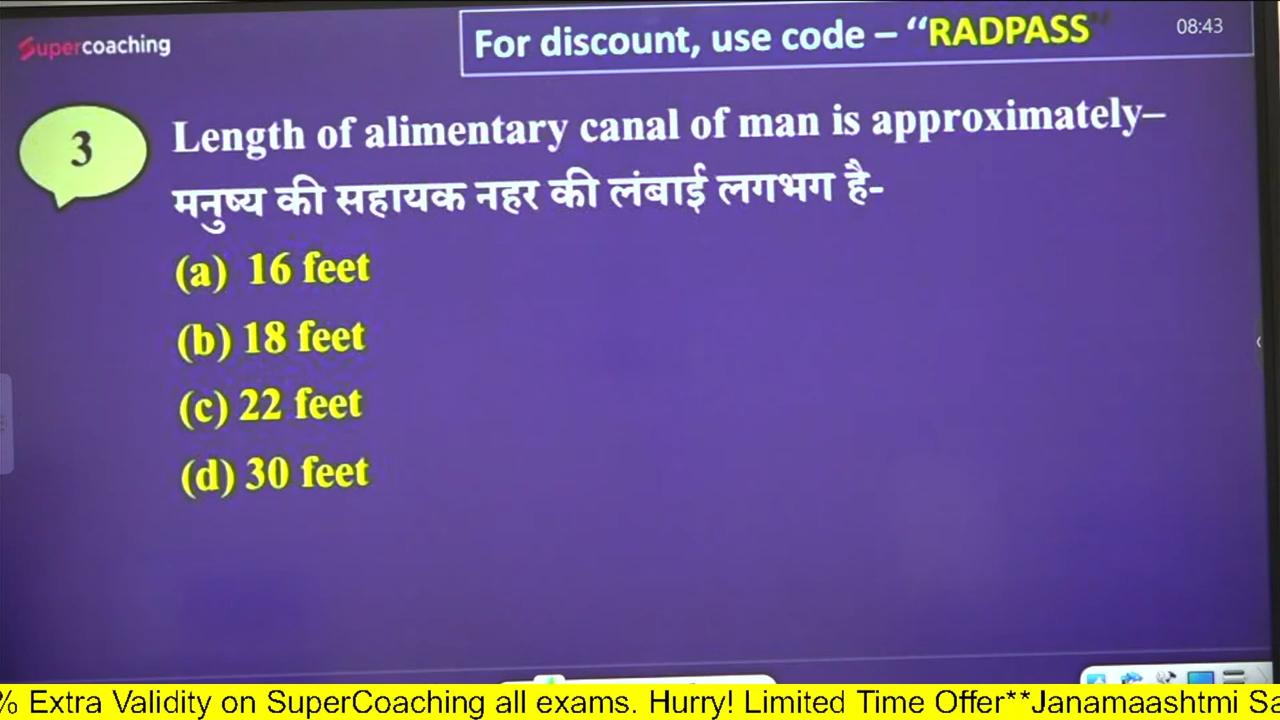 Supercoaching
For discount, use code – “RADPASS”
08:43
3
Length of alimentary canal of man is approximately–
मनुष्य की सहायक नहर की लंबाई लगभग है-
(a) 16 feet
(b) 18 feet
(c) 22 feet
(d) 30 feet
% Extra Validity on SuperCoaching all exams. Hurry! Limited Time Offer**Janamaashtmi Sa